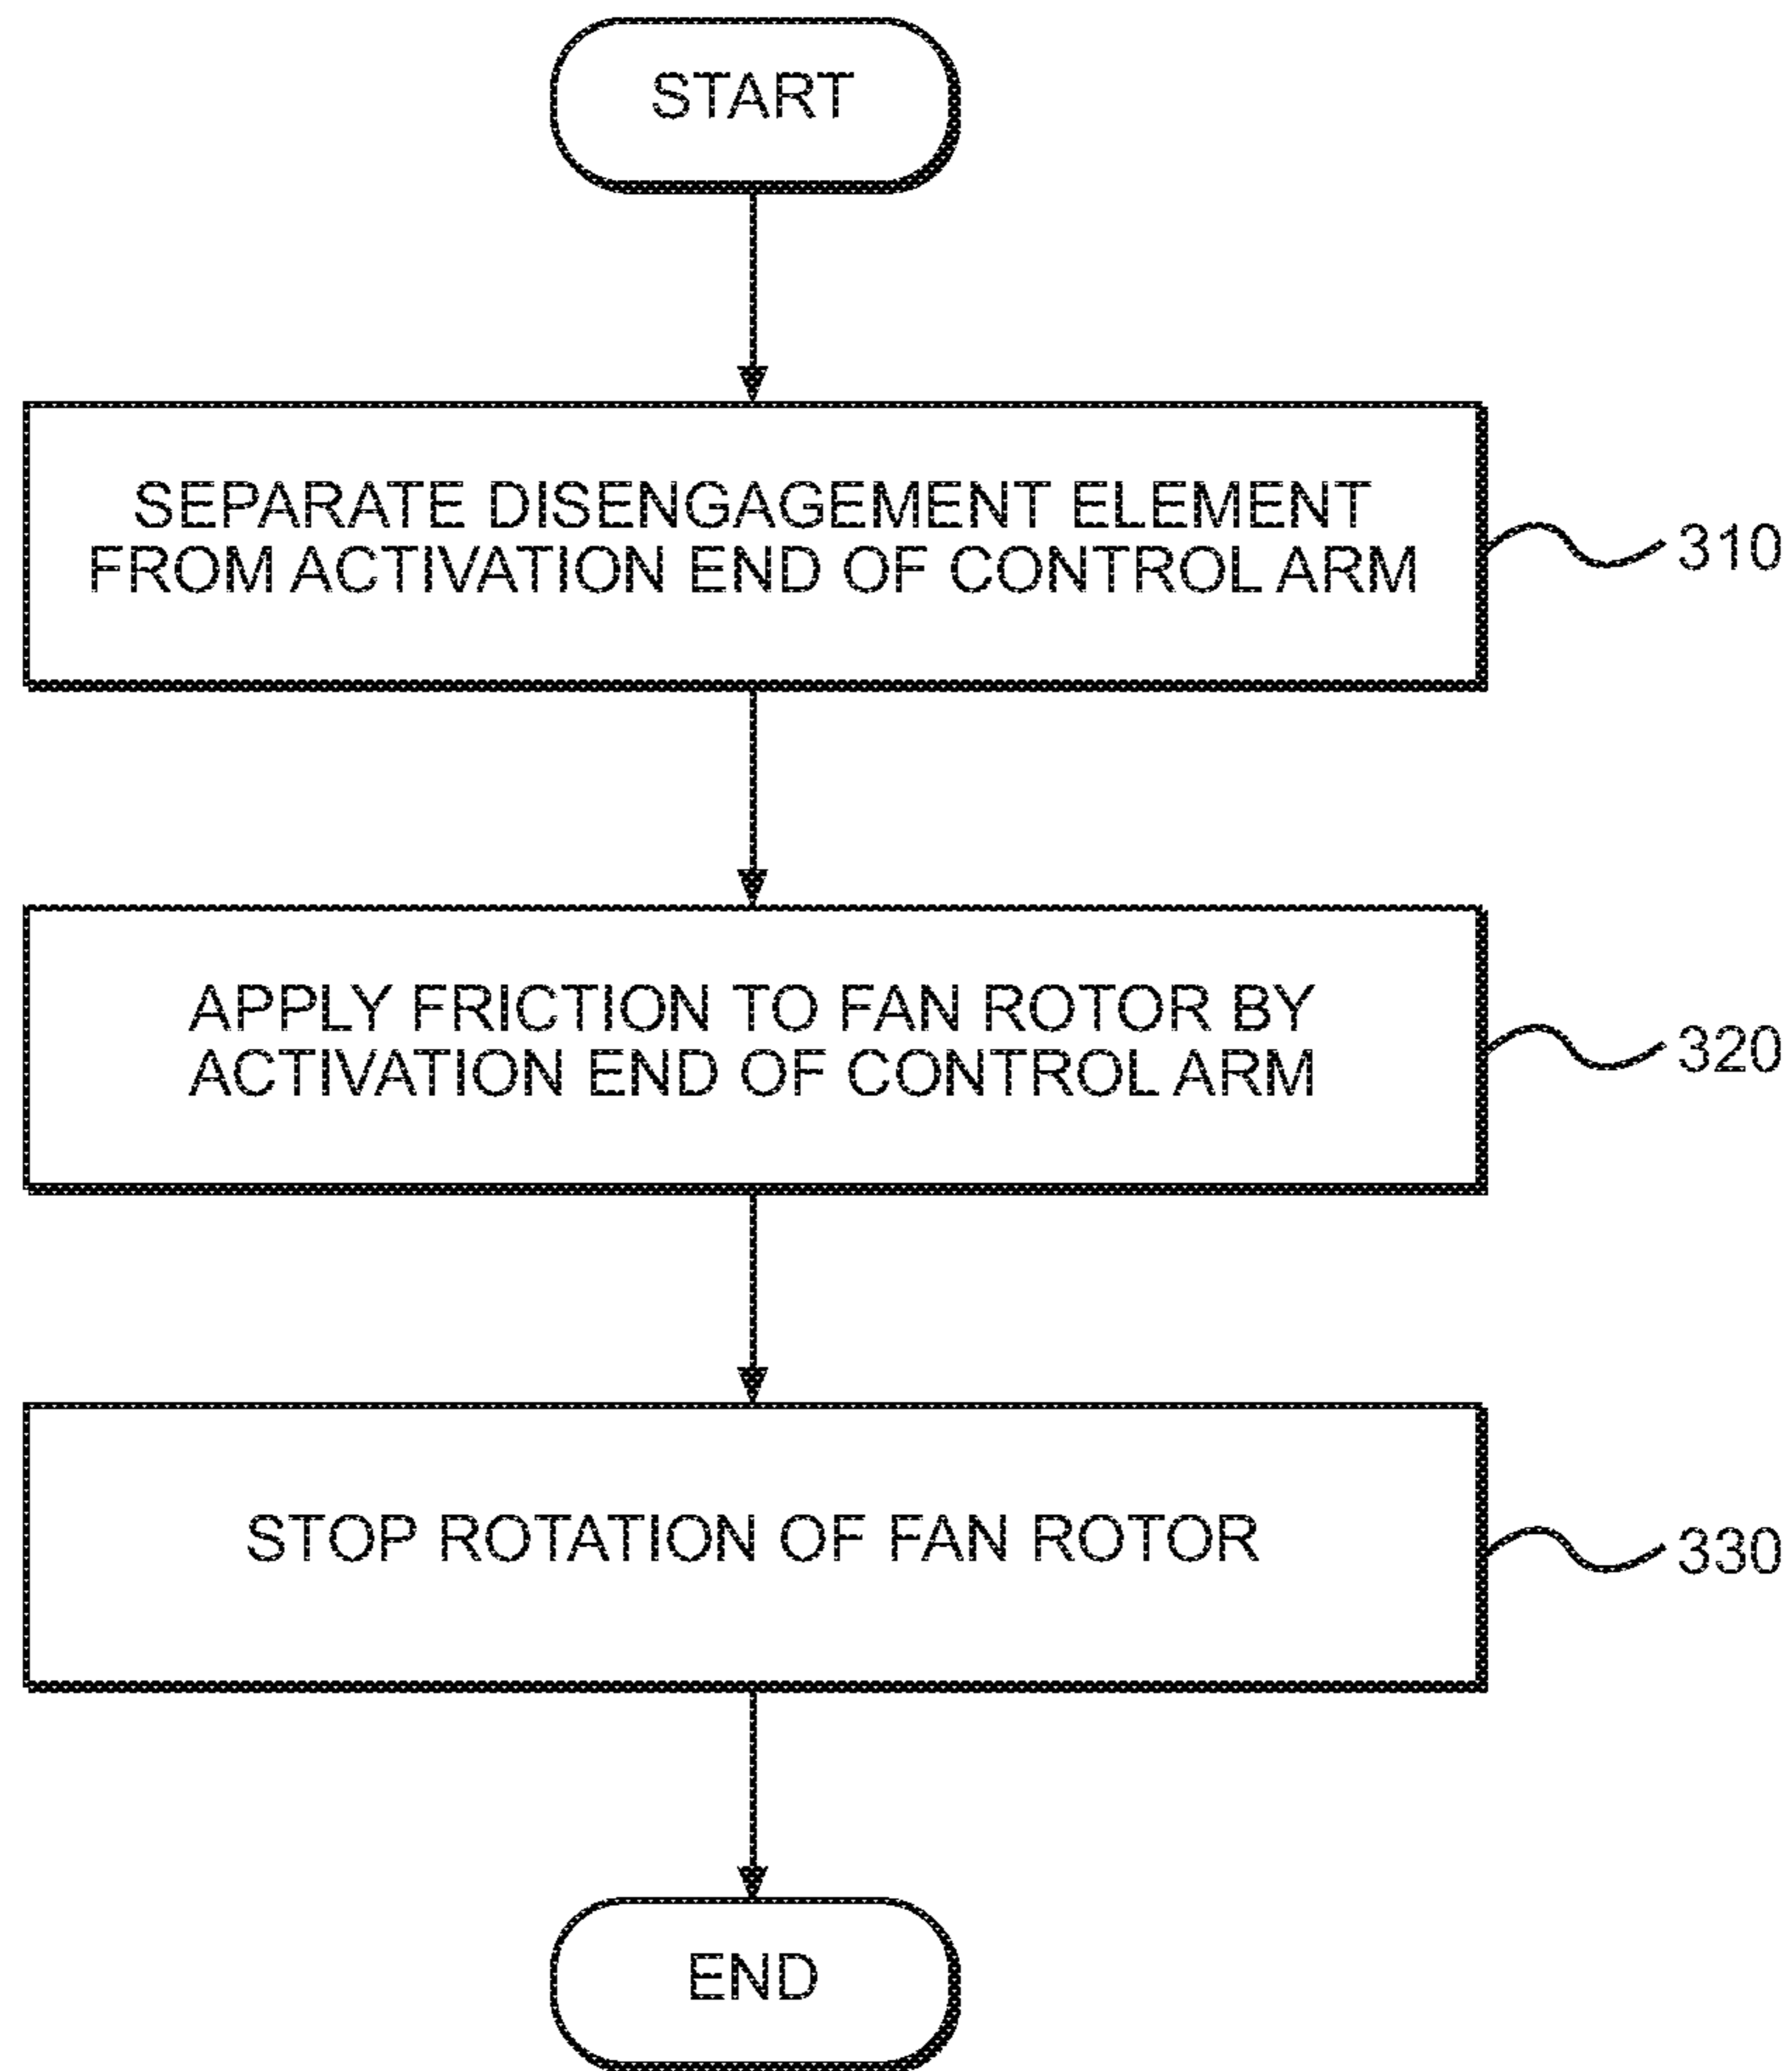 START
SEPARATE DISENGAGEMENT ELEMENT
FROM ACTIVATION END OF CONTROL ARM
310
APPLY FRICTION TO FAN ROTOR BY
ACTIVATION END OF CONTROL ARM
320
STOP ROTATION OF FAN ROTOR
330
END